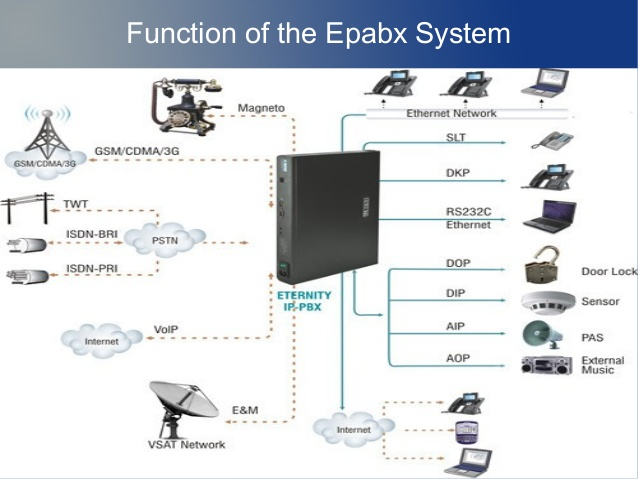 Function of the Epabx System
Magneto
Ethernet Network
GSM/CDMA/3G
GSM/CDMA/3G
SLT
DKP
TWT
RS232C
Ethernet
ISDN-BRI
PSTN
ISDN-PRI
DOP
Door Lock
ETERNITY
IP-PBX
DIP
Sensor
VoIP
Internet
AIP
PAS
AOP
External
Music
E&M
VSAT Network
Internet